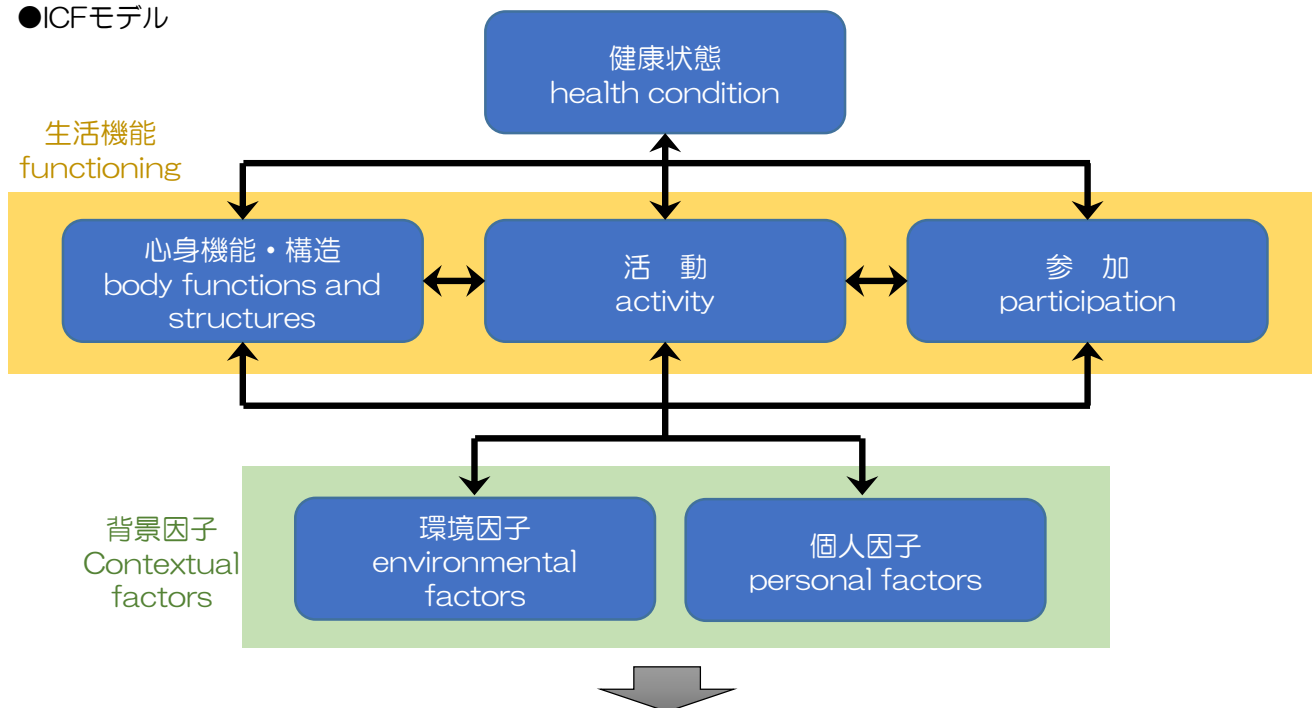 ●ICFモデル
健康状態
health condition
生活機能
functioning
心身機能・構造
body functions and
structures
活　動
activity
参　加
participation
背景因子
Contextual
factors
環境因子
environmental
factors
個人因子
personal factors